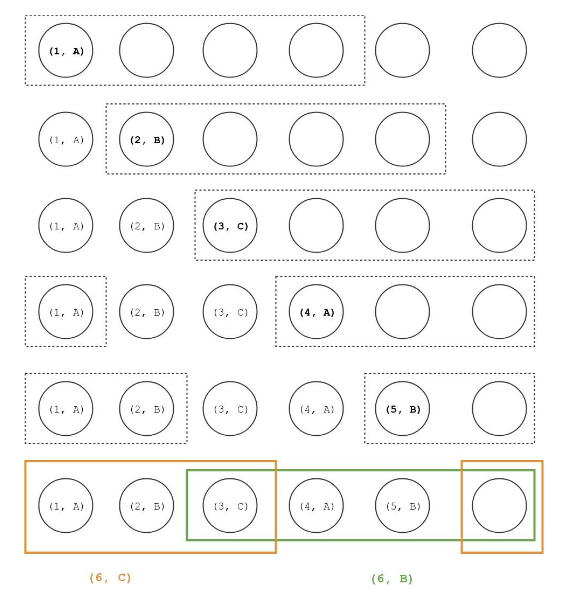 (1, A)
(1, A) (2, B)
(1, A) (2, B) (3, C)
(1, A) (2, B) (3, C) (4, A)
(1, A) (2, B) (3, C) (4, A) (5, B)
(1, A) (2, B) (3, C) (4, A) (5, B)
(6, C) (6, B)